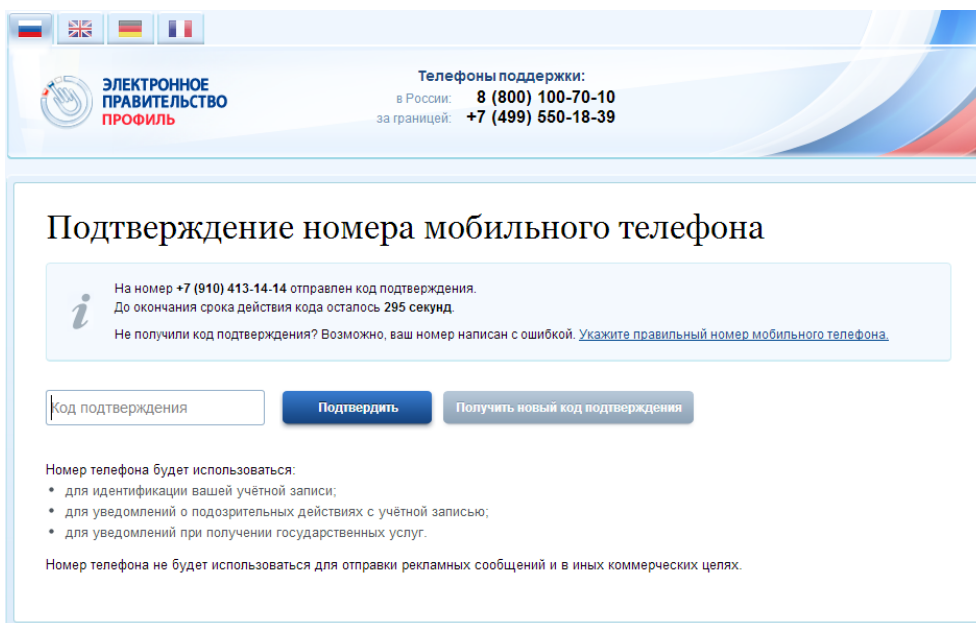 ЭЛЕКТРОННОЕ
ПРАВИТЕЛЬСТВО
ПРОФИЛЬ
Телефоны поддержки:
в России: 8 (800) 100-70-10
за границей: +7 (499) 550-18-39
Подтверждение номера мобильного телефона
На номер +7 (910) 413-14-14 отправлен код подтверждения.
До окончания срока действия кода осталось 295 секунд.
Не получили код подтверждения? Возможно, ваш номер написан с ошибкой. Укажите правильный номер мобильного телефона.
Код подтверждения
Подтвердить
Получить новый код подтверждения
Номер телефона будет использоваться:
• для идентификации вашей учётной записи;
• для уведомлений о подозрительных действиях с учётной записью;
• для уведомлений при получении государственных услуг.
Номер телефона не будет использоваться для отправки рекламных сообщений и в иных коммерческих целях.